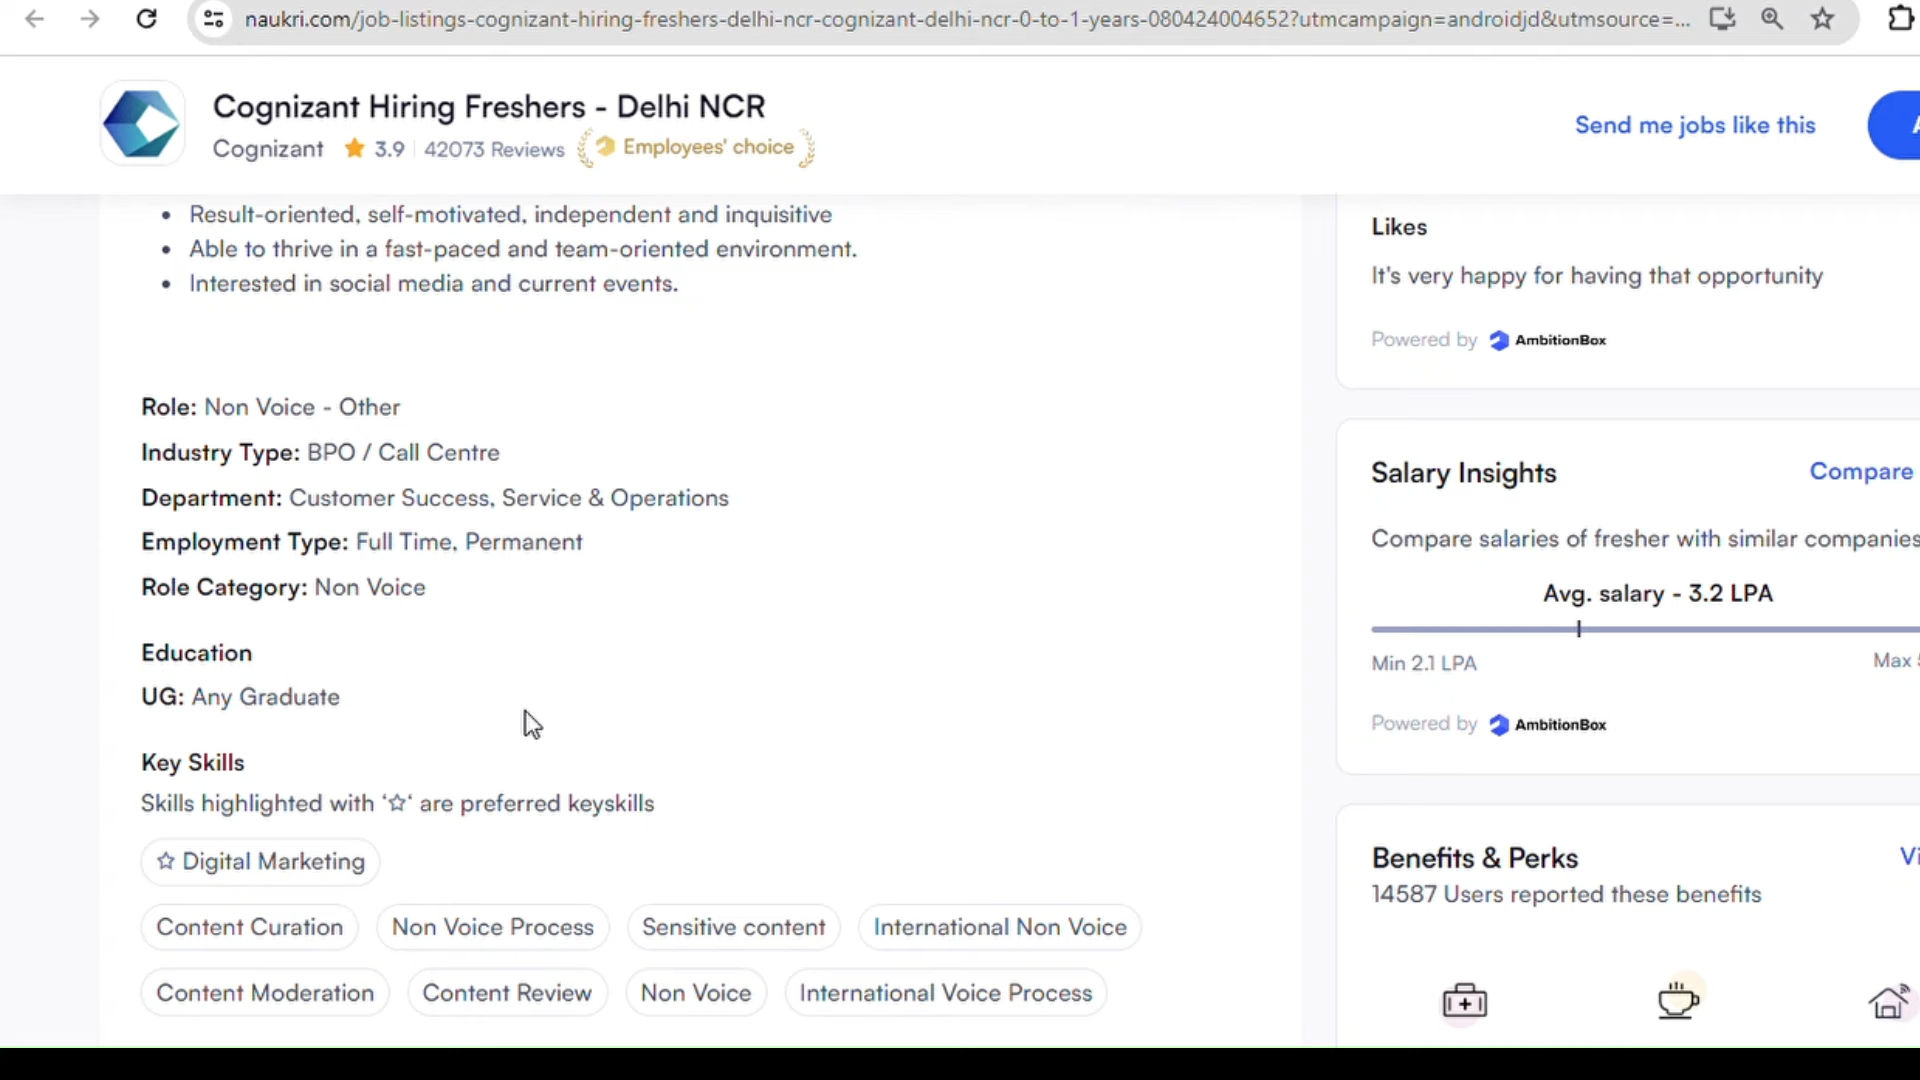 naukri.com/job-listings-cognizant-hiring-freshers-delhi-ncr-cognizant-delhi-ncr-0-to-1-years-080424004652?utmcampaign=androidjd&utmsource=...
Cognizant Hiring Freshers - Delhi NCR
Cognizant 3.9 42073 Reviews Employees' choice
Send me jobs like this
Result-oriented, self-motivated, independent and inquisitive
Able to thrive in a fast-paced and team-oriented environment.
Interested in social media and current events.
Role: Non Voice - Other
Industry Type: BPO / Call Centre
Department: Customer Success, Service & Operations
Employment Type: Full Time, Permanent
Role Category: Non Voice
Education
UG: Any Graduate
Key Skills
Skills highlighted with ‘☆‘ are preferred keyskills
☆ Digital Marketing
Content Curation Non Voice Process Sensitive content International Non Voice
Content Moderation Content Review Non Voice International Voice Process
Likes
It's very happy for having that opportunity
Powered by AmbitionBox
Salary Insights Compare
Compare salaries of fresher with similar companies
Avg. salary - 3.2 LPA
Min 2.1 LPA Max
Powered by AmbitionBox
Benefits & Perks
14587 Users reported these benefits